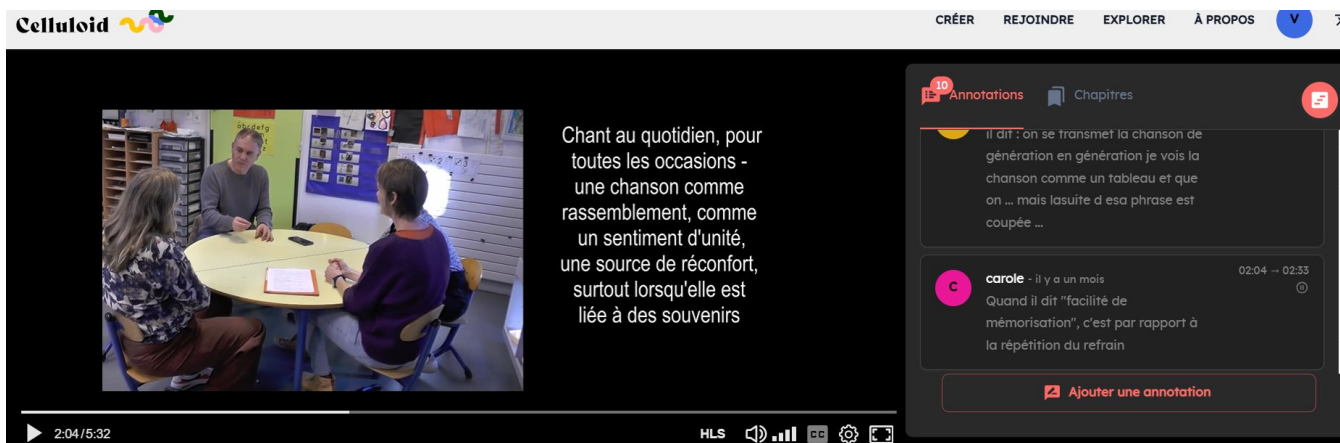 Celluloid
CRÉER REJOINDRE EXPLORER À PROPOS V
Chant au quotidien, pour
toutes les occasions -
une chanson comme
rassemblement, comme
un sentiment d'unité,
une source de réconfort,
surtout lorsqu'elle est
liée à des souvenirs
2:04/5:32
HLS
CC
10
Annotations Chapitres
il dit : on se transmet la chanson de
génération en génération je vois la
chanson comme un tableau et que
on ... mais lasuite d esa phrase est
coupée ...
C
carole - il y a un mois 02:04 → 02:33
Quand il dit "facilité de
mémorisation", c'est par rapport à
la répétition du refrain
Ajouter une annotation